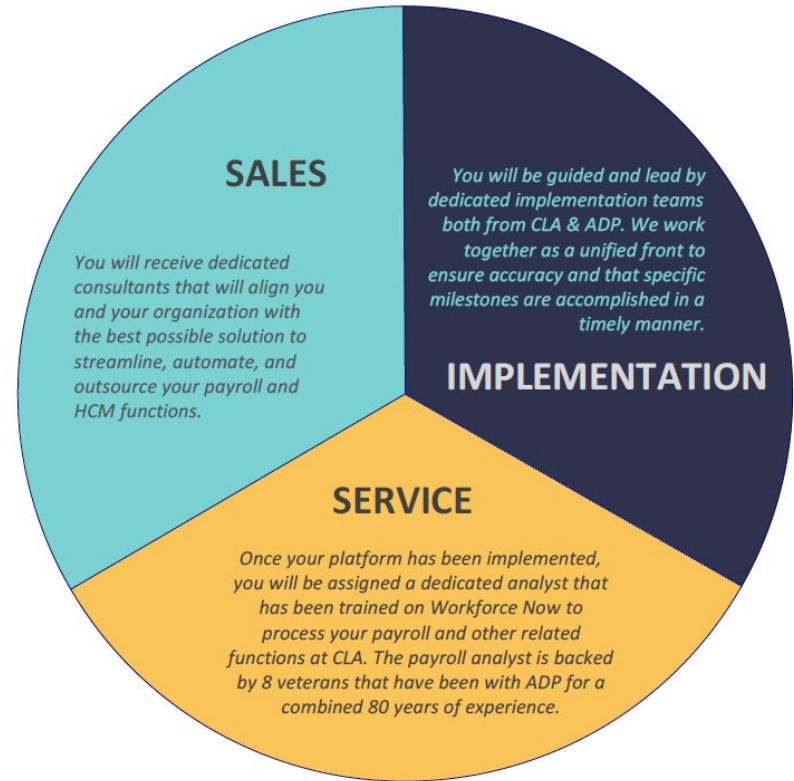 SALES
You will receive dedicated
consultants that will align you
and your organization with
the best possible solution to
streamline, automate, and
outsource your payroll and
HCM functions.
You will be guided and lead by
dedicated implementation teams
both from CLA & ADP. We work
together as a unified front to
ensure accuracy and that specific
milestones are accomplished in a
timely manner.
IMPLEMENTATION
SERVICE
Once your platform has been implemented,
you will be assigned a dedicated analyst that
has been trained on Workforce Now to
process your payroll and other related
functions at CLA. The payroll analyst is backed
by 8 veterans that have been with ADP for a
combined 80 years of experience.